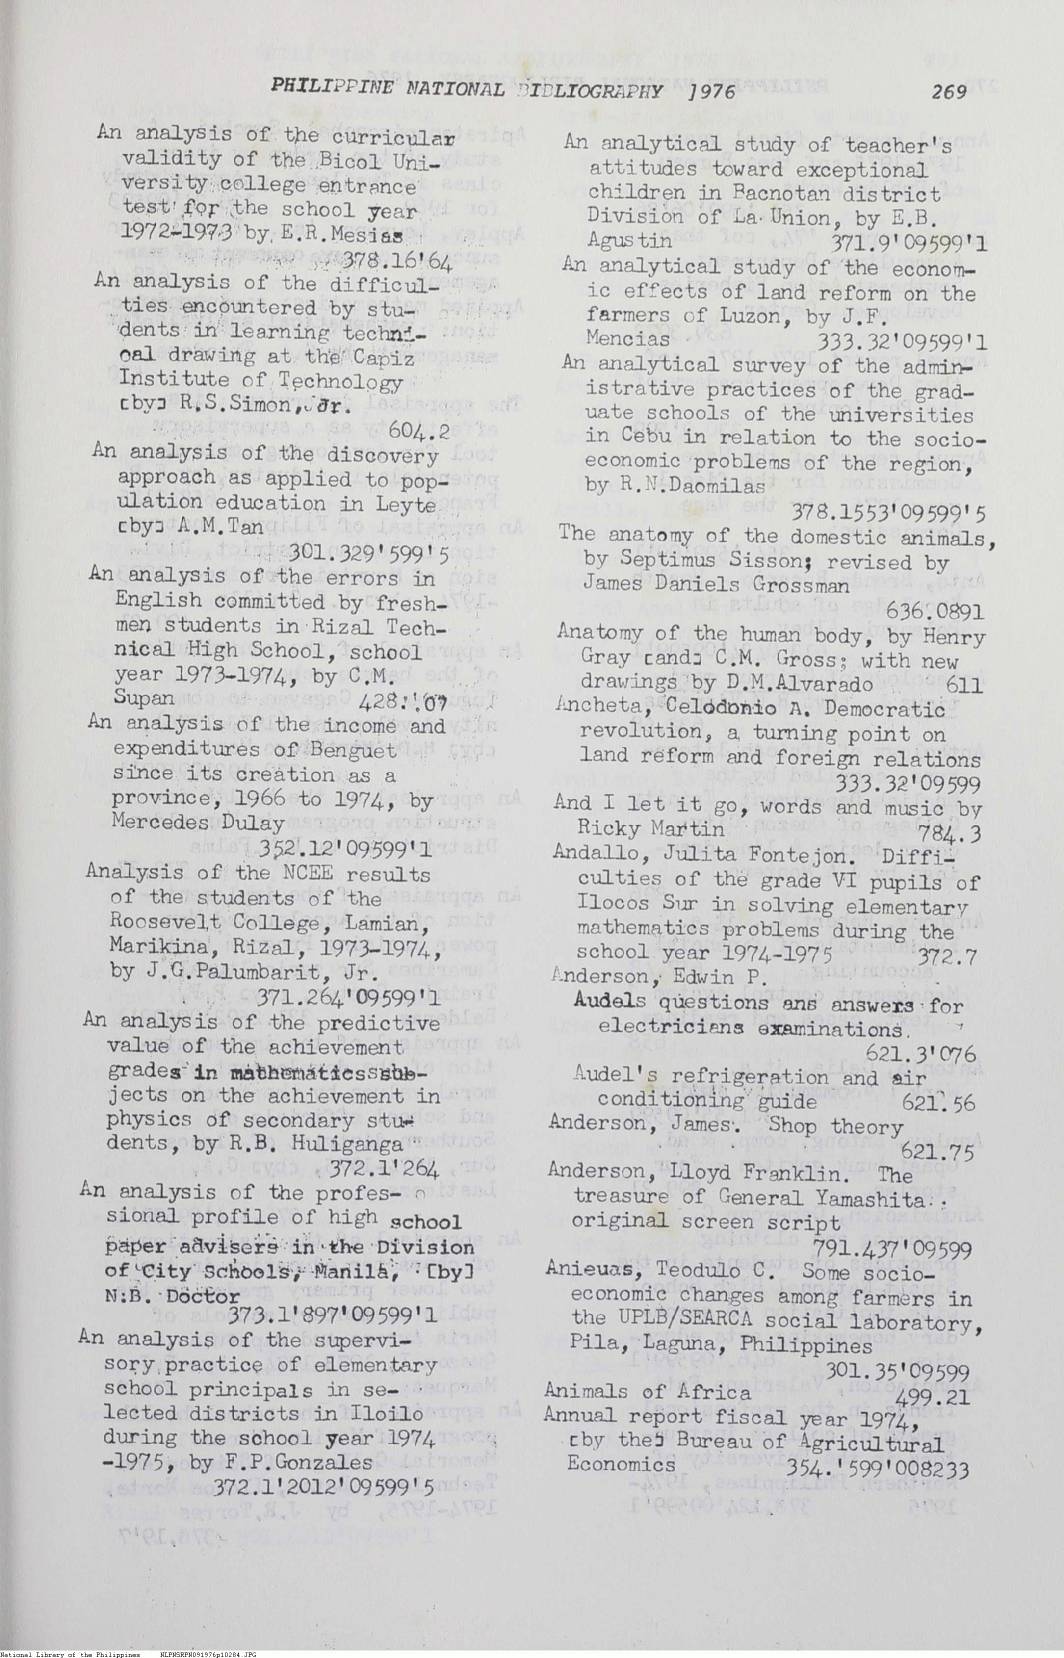 PHILIPPINE NATIONAL BIBLIOGRAPHY 1976 269
An analysis of the curricular
validity of the Bicol Uni-
versity college entrance
test for the school year
1972-1973 by E.R.Mesias
378.16'64
An analysis of the difficul-
ties encountered by stu-
dents in learning techni-
cal drawing at the Capiz
Institute of Technology
[by] R.S.Simon, Jr.
604.2
An analysis of the discovery
approach as applied to pop-
ulation education in Leyte
[by] A.M.Tan
301.329'599'5
An analysis of the errors in
English committed by fresh-
men students in Rizal Tech-
nical High School, school
year 1973-1974, by C.M.
Supan 428.'.07
An analysis of the income and
expenditures of Benguet
since its creation as a
province, 1966 to 1974, by
Mercedes Dulay
352.12'09599'1
Analysis of the NCEE results
of the students of the
Roosevelt College, Lamian,
Marikina, Rizal, 1973-1974,
by J.G.Palumbarit, Jr.
371.264'09599'1
An analysis of the predictive
value of the achievement
grades in mathematics sub-
jects on the achievement in
physics of secondary stu-
dents, by R.B. Huliganga
372.1'264
An analysis of the profes-
sional profile of high school
paper advisers in the Division
of City Schools, Manila, [by]
N.B. Doctor
373.1'897'09599'1
An analysis of the supervi-
sory practice of elementary
school principals in se-
lected districts in Iloilo
during the school year 1974
-1975, by F.P.Gonzales
372.1'2012'09599'5
An analytical study of teacher's
attitudes toward exceptional
children in Bacnotan district
Division of La Union, by E.B.
Agustin 371.9'09599'1
An analytical study of the econom-
ic effects of land reform on the
farmers of Luzon, by J.F.
Mencias 333.32'09599'1
An analytical survey of the admin-
istrative practices of the grad-
uate schools of the universities
in Cebu in relation to the socio-
economic problems of the region,
by R.N.Daomilas
378.1553'09599'5
The anatomy of the domestic animals,
by Septimus Sisson; revised by
James Daniels Grossman
636.0891
Anatomy of the human body, by Henry
Gray [and] C.M. Gross; with new
drawings by D.M.Alvarado 611
Ancheta, Celodonio A. Democratic
revolution, a turning point on
land reform and foreign relations
333.32'09599
And I let it go, words and music by
Ricky Martin 784.3
Andallo, Julita Fontejon. Diffi-
culties of the grade VI pupils of
Ilocos Sur in solving elementary
mathematics problems during the
school year 1974-1975 372.7
Anderson, Edwin P.
Audels questions ans answers for
electricians examinations.
621.3'076
Audel's refrigeration and air
conditioning guide 621.56
Anderson, James. Shop theory
621.75
Anderson, Lloyd Franklin. The
treasure of General Yamashita
original screen script
791.437'09599
Anieuas, Teodulo C. Some socio-
economic changes among farmers in
the UPLB/SEARCA social laboratory,
Pila, Laguna, Philippines
301.35'09599
Animals of Africa 499.21
Annual report fiscal year 1974,
[by the] Bureau of Agricultural
Economics 354.'599'008233
National Library of the Philippines NLPNSRPN091976p10284.JPG